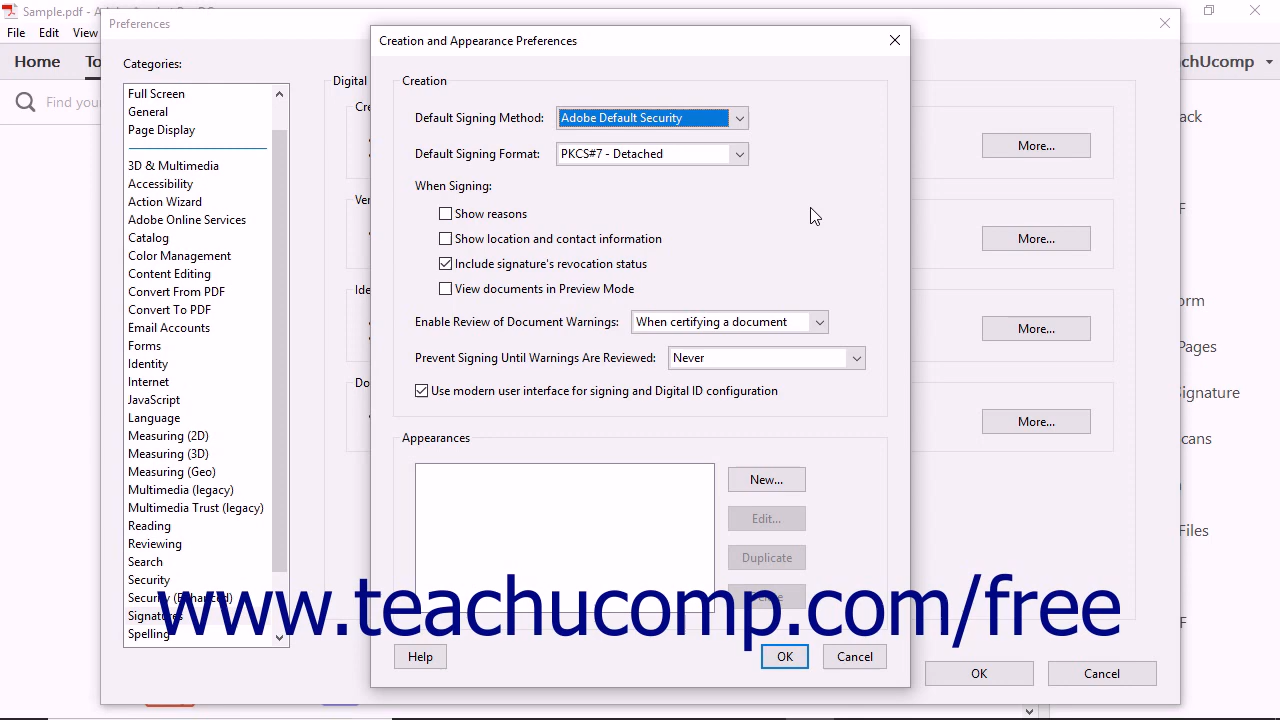 Sample.pdf - A
Preferences
File Edit View
Creation and Appearance Preferences
Home To
chUcomp
Categories:
Find you
Full Screen
General
Page Display
3D & Multimedia
Accessibility
Action Wizard
Adobe Online Services
Catalog
Color Management
Content Editing
Convert From PDF
Convert To PDF
Email Accounts
Forms
Identity
Internet
JavaScript
Language
Measuring (2D)
Measuring (3D)
Measuring (Geo)
Multimedia (legacy)
Multimedia Trust (legacy)
Reading
Reviewing
Search
Security
Security (Enhanced)
Signatures
Spelling
Digital
Cre
Ver
Ide
Do
Creation
Default Signing Method: Adobe Default Security
Default Signing Format: PKCS#7 - Detached
When Signing:
Show reasons
Show location and contact information
Include signature's revocation status
View documents in Preview Mode
Enable Review of Document Warnings: When certifying a document
Prevent Signing Until Warnings Are Reviewed: Never
Use modern user interface for signing and Digital ID configuration
Appearances
New...
Edit...
Duplicate
Help
OK
Cancel
More...
More...
More...
More...
OK
Cancel
ack
F
orm
Pages
Signature
cans
Files
F
www.teachucomp.com/free